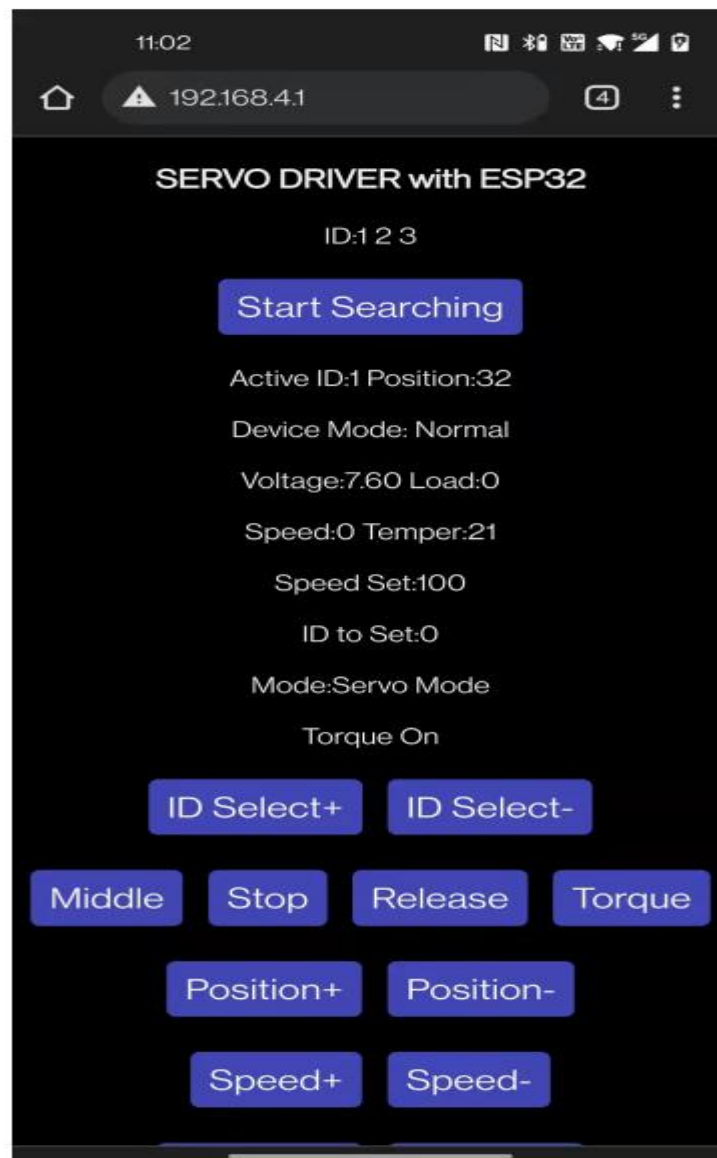 11:02
VoD LTE 5G
192.168.4.1 4
SERVO DRIVER with ESP32
ID:1 2 3
Start Searching
Active ID:1 Position:32
Device Mode: Normal
Voltage:7.60 Load:0
Speed:0 Temper:21
Speed Set:100
ID to Set:0
Mode:Servo Mode
Torque On
ID Select+ ID Select-
Middle Stop Release Torque
Position+ Position-
Speed+ Speed-